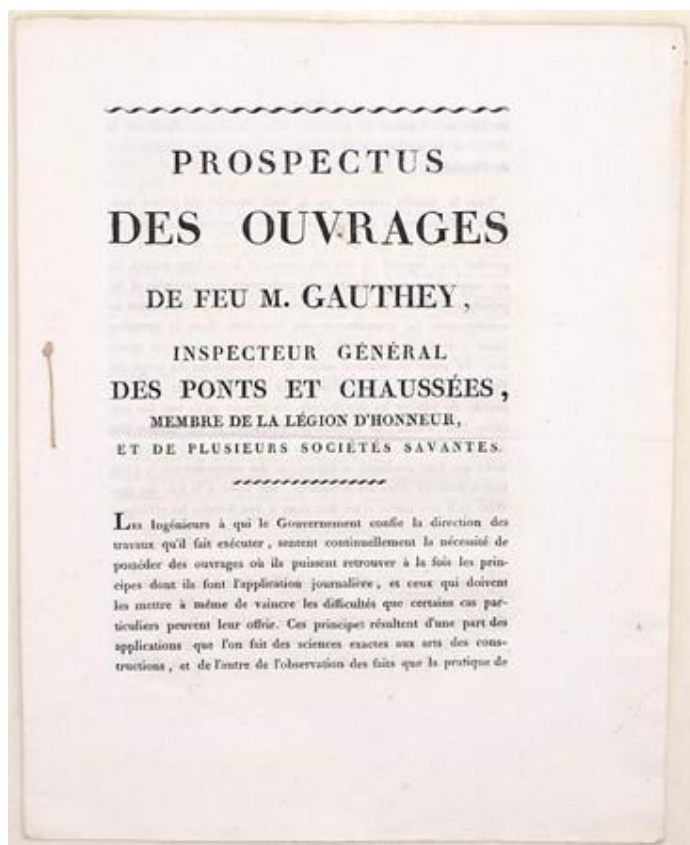 PROSPECTUS
DES OUVRAGES
DE FEU M. GAUTHEY,
INSPECTEUR GÉNÉRAL
DES PONTS ET CHAUSSÉES,
MEMBRE DE LA LÉGION D'HONNEUR,
ET DE PLUSIEURS SOCIÉTÉS SAVANTES.
Les Ingénieurs à qui le Gouvernement confie la direction des
travaux qu'il fait exécuter, sentent continuellement la nécessité de
posséder des ouvrages où ils puissent retrouver à la fois les prin-
cipes dont ils font l'application journalière, et ceux qui doivent
les mettre à même de vaincre les difficultés que certains cas par-
ticuliers peuvent leur offrir. Ces principes résultent d'une part des
applications que l'on fait des sciences exactes aux arts des cons-
tructions, et de l'autre de l'observation des faits que la pratique de